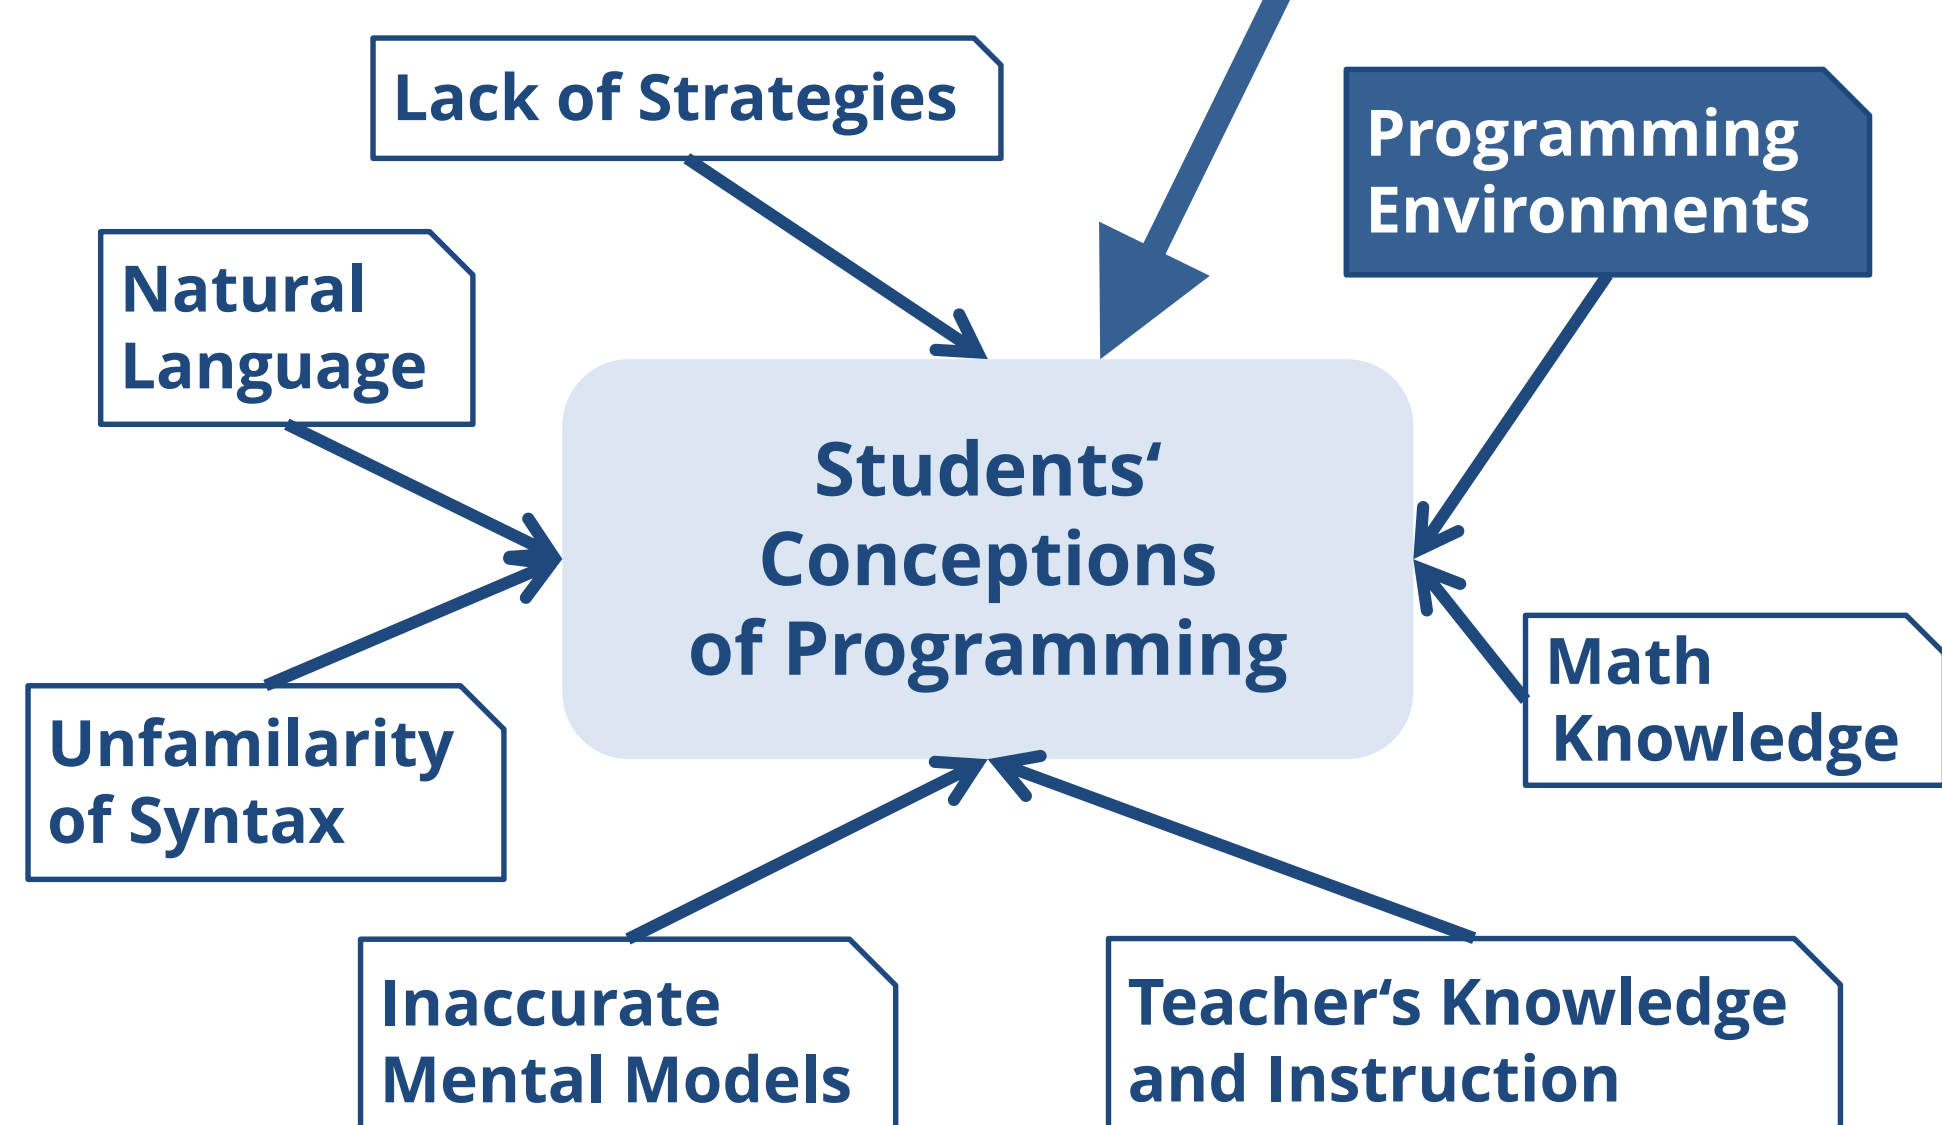 Lack of Strategies
Programming
Environments
Natural
Language
Students‘
Conceptions
of Programming
Math
Knowledge
Unfamilarity
of Syntax
Inaccurate
Mental Models
Teacher‘s Knowledge
and Instruction